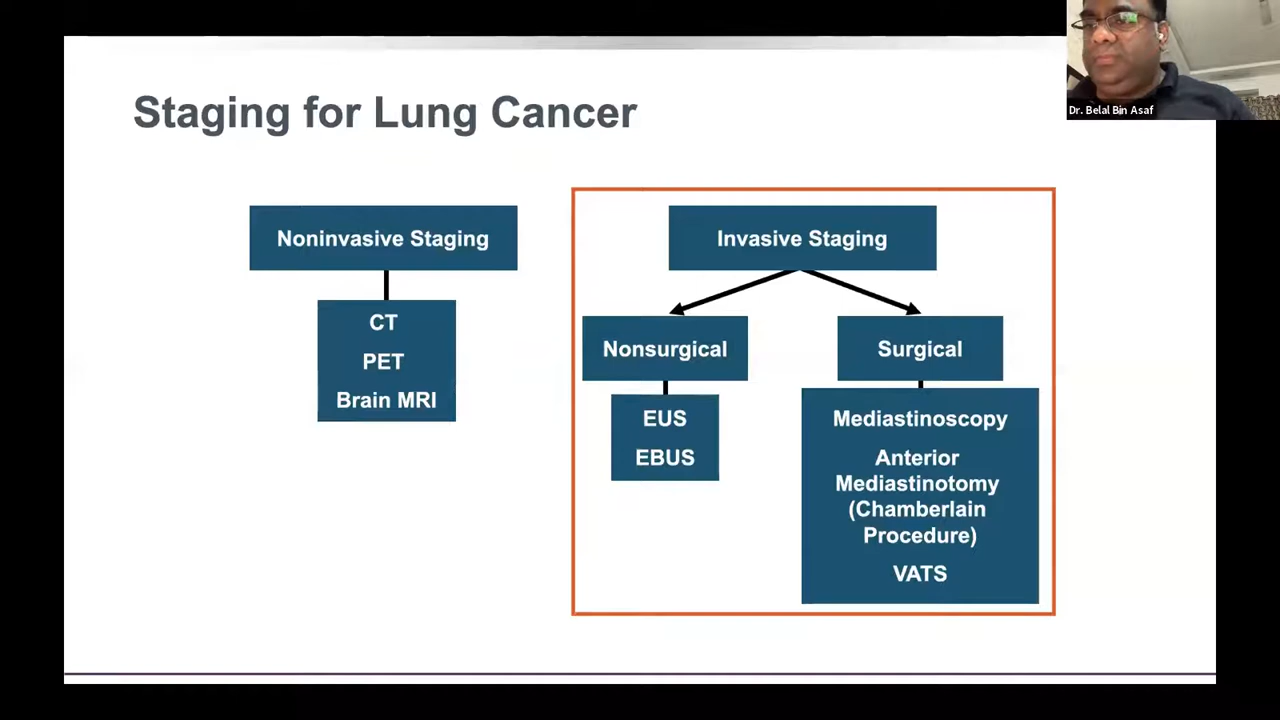 Staging for Lung Cancer
Dr. Belal Bin Asaf
Noninvasive Staging
CT
PET
Brain MRI
Invasive Staging
Nonsurgical
EUS
EBUS
Surgical
Mediastinoscopy
Anterior
Mediastinotomy
(Chamberlain
Procedure)
VATS